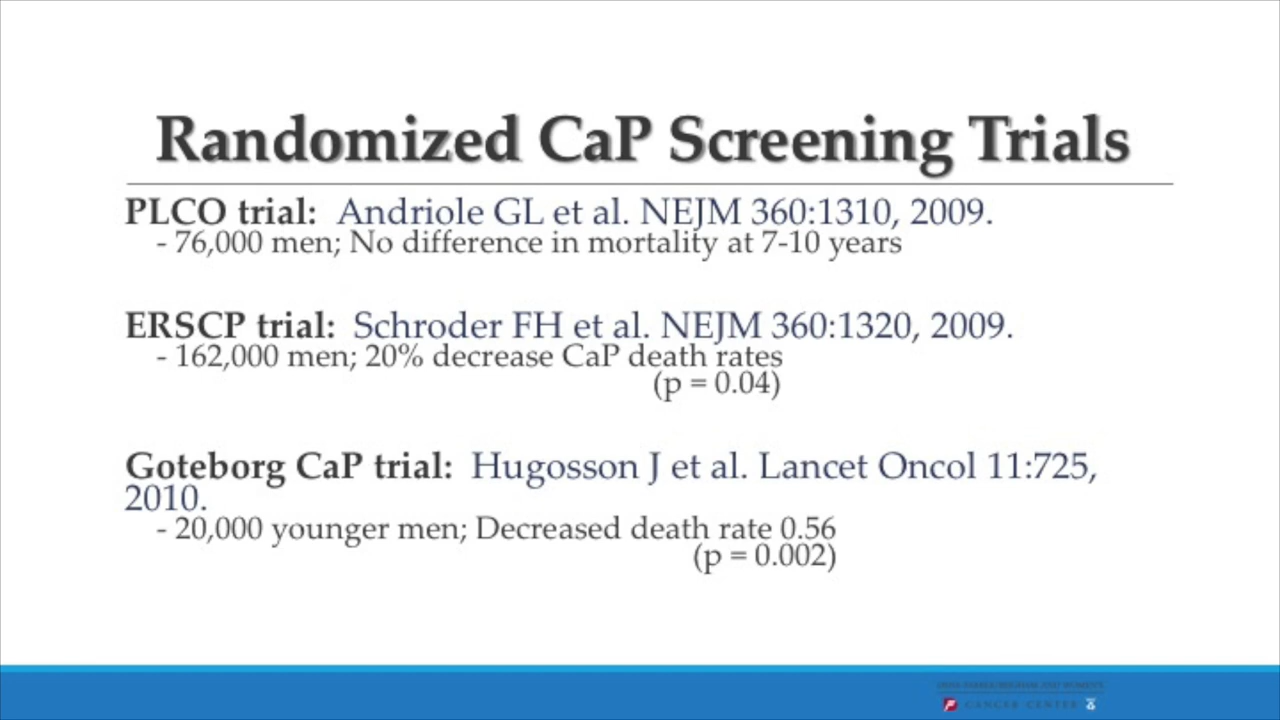 Randomized CaP Screening Trials
PLCO trial: Andriole GL et al. NEJM 360:1310, 2009.
- 76,000 men; No difference in mortality at 7-10 years
ERSCP trial: Schroder FH et al. NEJM 360:1320, 2009.
- 162,000 men; 20% decrease CaP death rates
(p = 0.04)
Goteborg CaP trial: Hugosson J et al. Lancet Oncol 11:725,
2010.
- 20,000 younger men; Decreased death rate 0.56
(p = 0.002)
CANCER CENTER